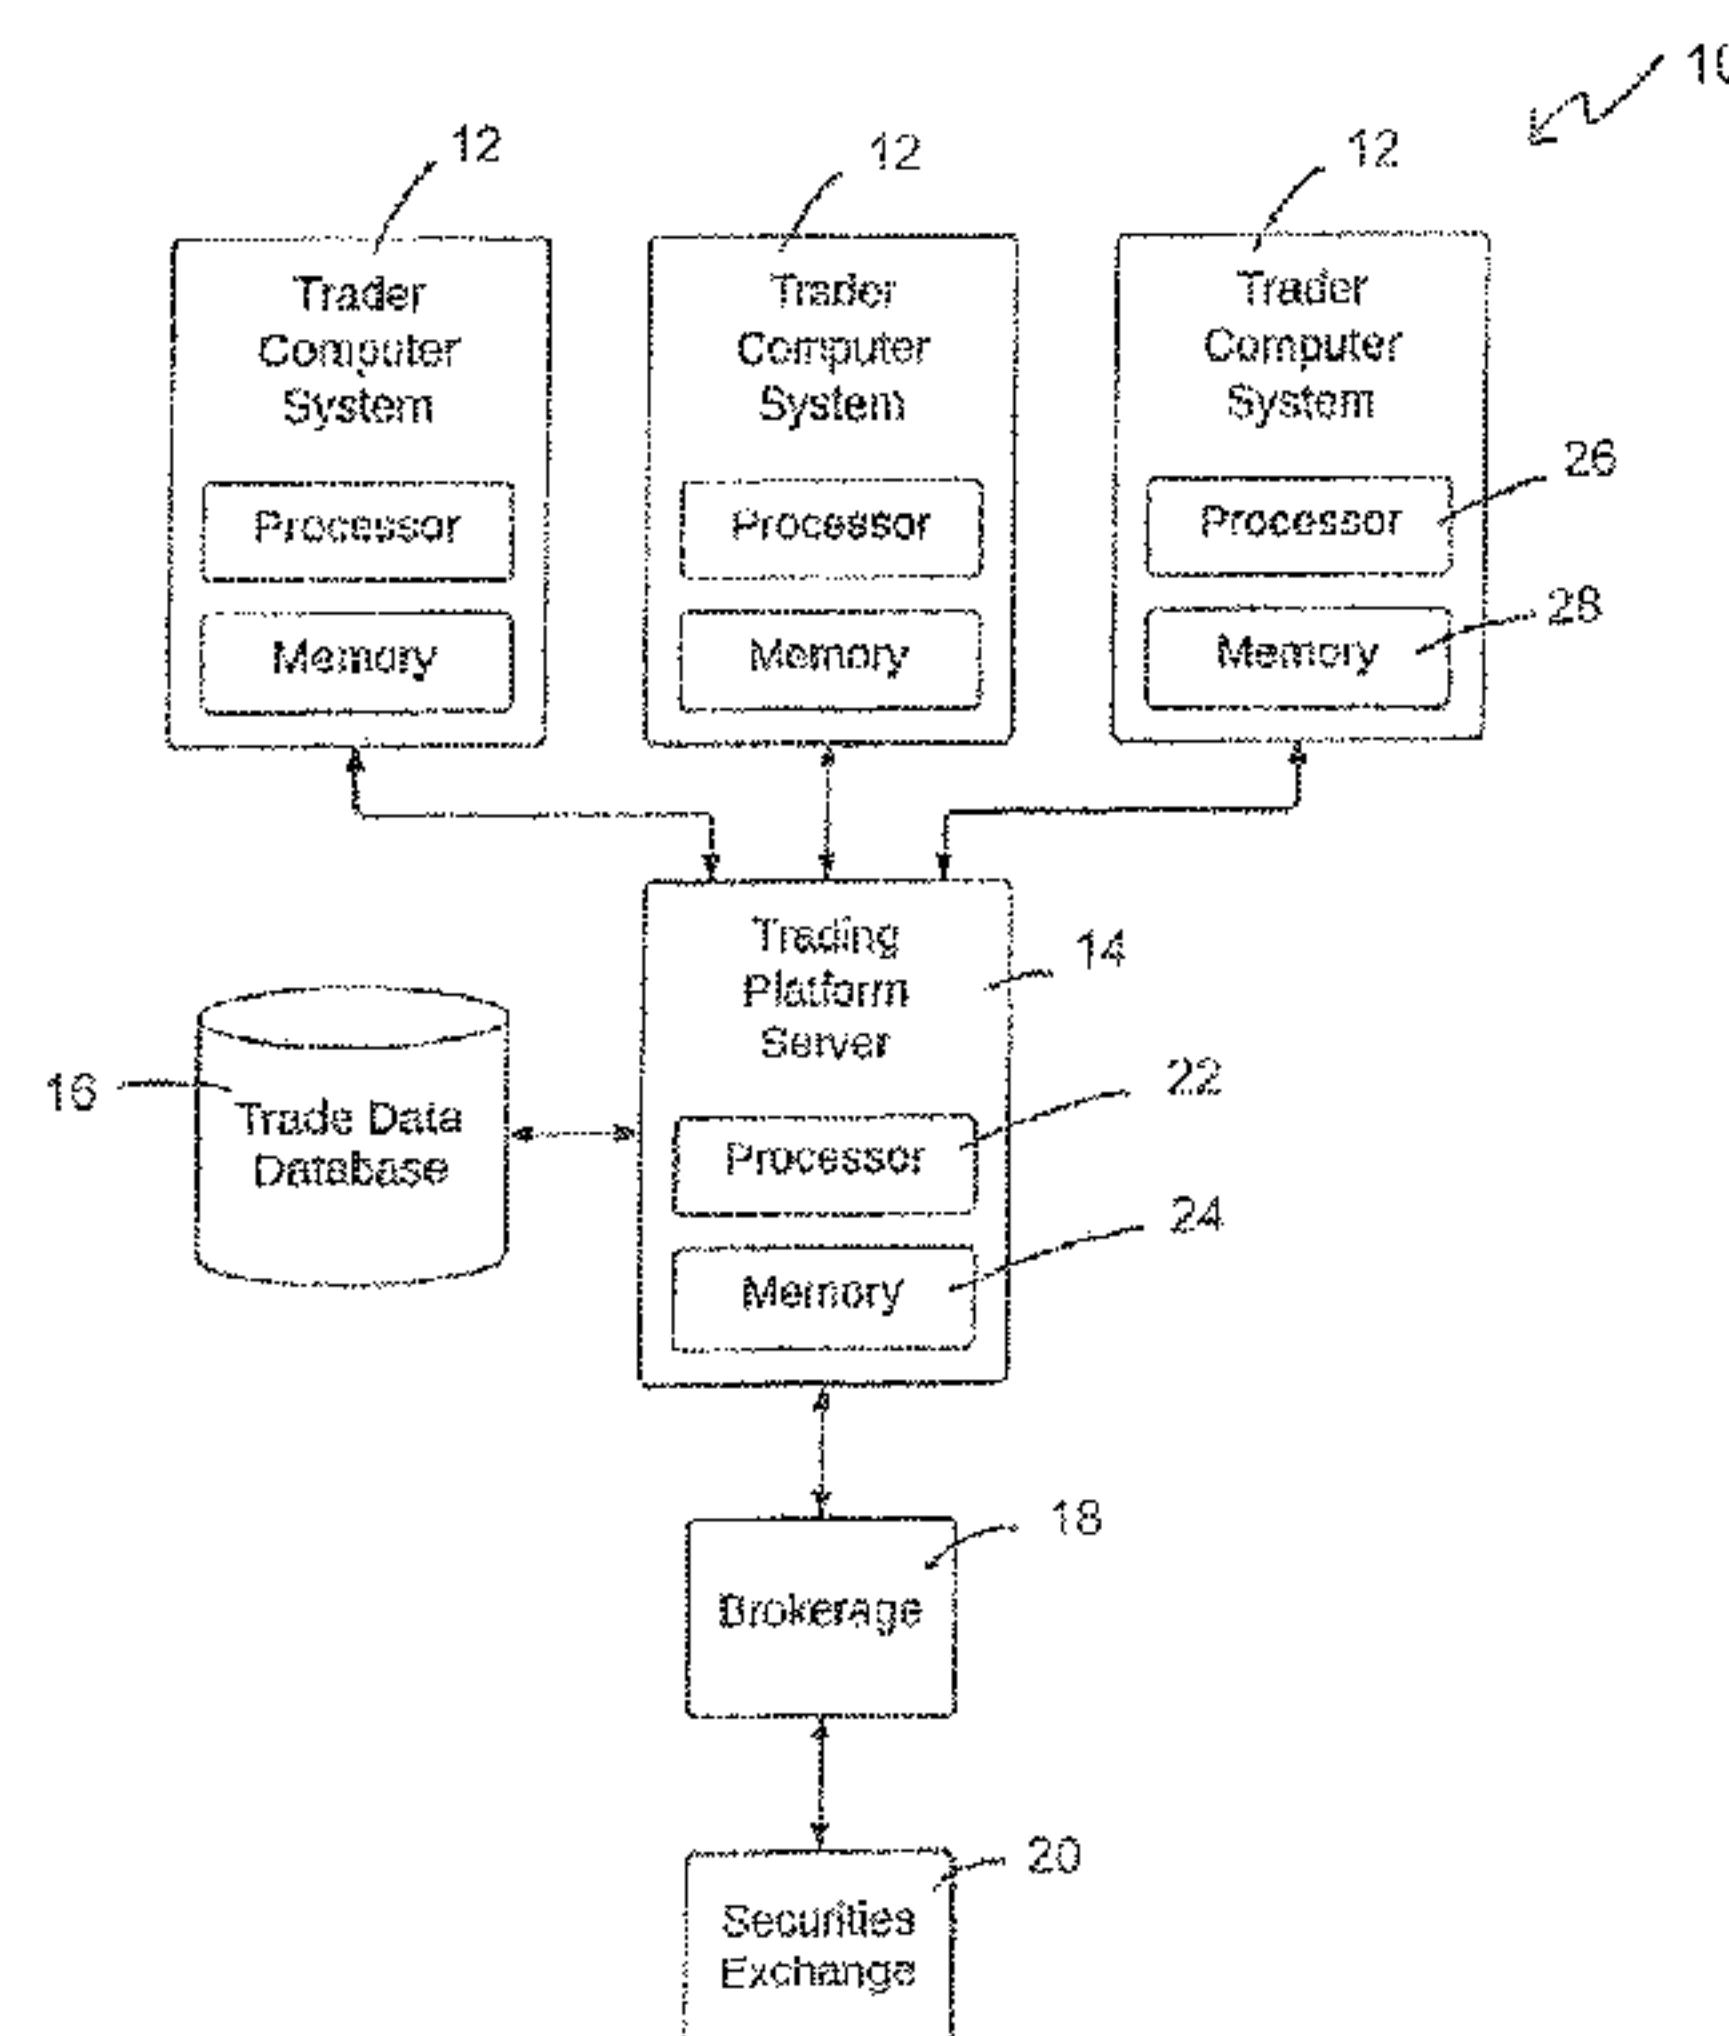 10
12
12
12
Trader
Computer
System
Trader
Computer
System
Trader
Computer
System
26
Processor
Processor
Processor
28
Memory
Memory
Memory
Trading
Platform
Server
14
16
Trade Data
Database
22
Processor
24
Memory
18
Brokerage
20
Securities
Exchange